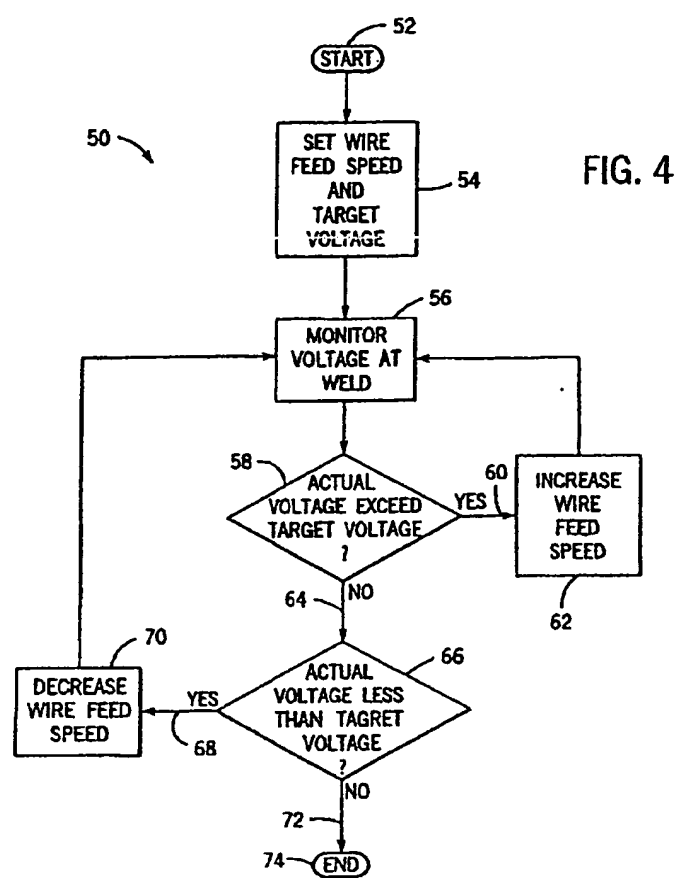 52
START
50
SET WIRE
FEED SPEED
AND
TARGET
VOLTAGE
54
FIG. 4
56
MONITOR
VOLTAGE AT
WELD
58
ACTUAL
VOLTAGE EXCEED
TARGET VOLTAGE
?
YES
60
INCREASE
WIRE
FEED
SPEED
62
NO
64
66
ACTUAL
VOLTAGE LESS
THAN TAGRET
VOLTAGE
?
YES
68
70
DECREASE
WIRE FEED
SPEED
NO
72
74
END